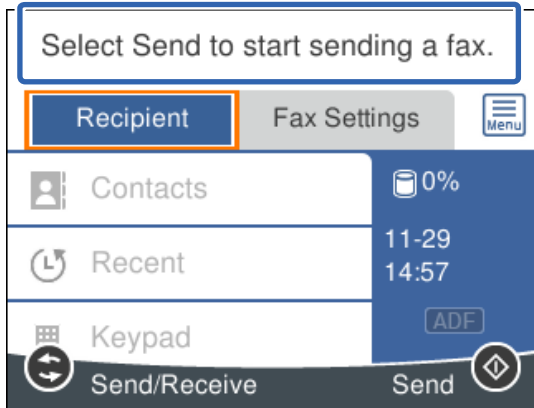 Select Send to start sending a fax.
Recipient
Fax Settings
Menu
Contacts
0%
Recent
11-29
14:57
Keypad
ADF
Send/Receive
Send